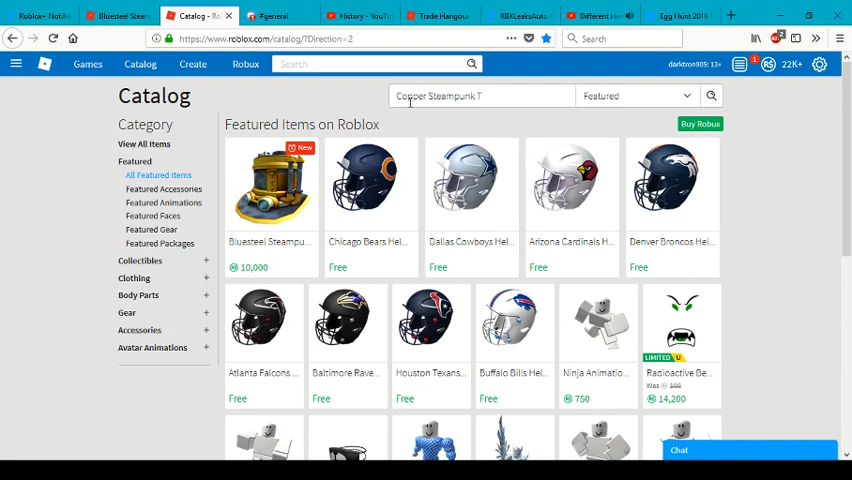 Roblox+ Notifi
Bluesteel Steam
Catalog - Ro
#general
History - YouTu
Trade Hangout
RBXLeaksAuto
Different He
Egg Hunt 2019
https://www.roblox.com/catalog/?Direction=2
Search
2
Games
Catalog
Create
Robux
Search
darktron905: 13+
1
22K+
Catalog
Copper Steampunk T
Featured
Category
Featured Items on Roblox
Buy Robux
View All Items
Featured
All Featured Items
Featured Accessories
Featured Animations
Featured Faces
Featured Gear
Featured Packages
Collectibles +
Clothing +
Body Parts +
Gear +
Accessories +
Avatar Animations +
New
Bluesteel Steampu...
10,000
Chicago Bears Hel...
Free
Dallas Cowboys Hel...
Free
Arizona Cardinals H...
Free
Denver Broncos Hel...
Free
Atlanta Falcons ...
Free
Baltimore Rave...
Free
Houston Texans...
Free
Buffalo Bills Hel...
Free
Ninja Animatio...
750
LIMITED U
Radioactive Be...
Was 100
14,200
Chat